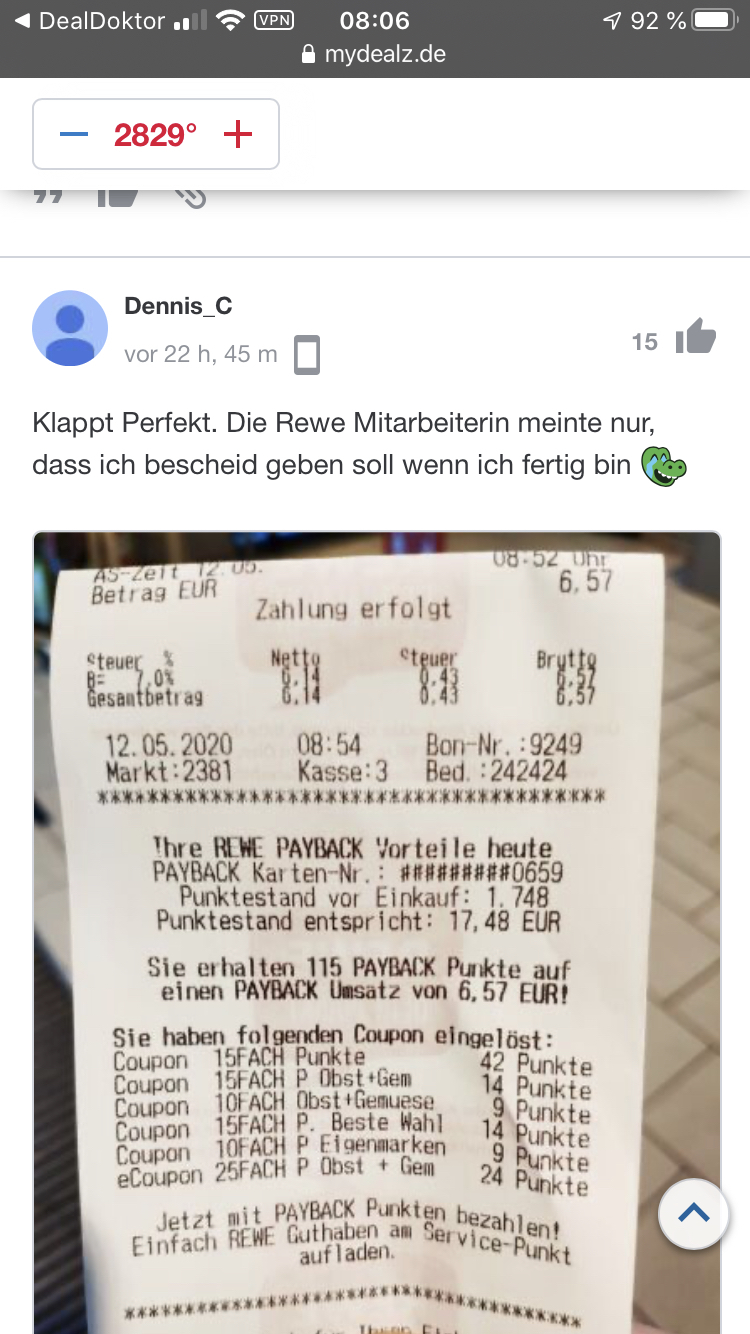 DealDoktor VPN 08:06 92 %
mydealz.de
2829°
Dennis_C
vor 22 h, 45 m
15
Klappt Perfekt. Die Rewe Mitarbeiterin meinte nur,
dass ich bescheid geben soll wenn ich fertig bin
AS-Zeit 12.05. 08:52 Uhr
Betrag EUR 6,57
Zahlung erfolgt
Steuer % Netto Steuer Brutto
B= 7,0% 6,14 0,43 6,57
Gesamtbetrag 6,14 0,43 6,57
12.05.2020 08:54 Bon-Nr.:9249
Markt:2381 Kasse:3 Bed.:242424
******************************************
Ihre REWE PAYBACK Vorteile heute
PAYBACK Karten-Nr.: #########0659
Punktestand vor Einkauf: 1.748
Punktestand entspricht: 17,48 EUR
Sie erhalten 115 PAYBACK Punkte auf
einen PAYBACK Umsatz von 6,57 EUR!
Sie haben folgenden Coupon eingelöst:
Coupon 15FACH Punkte 42 Punkte
Coupon 15FACH P Obst+Gem 14 Punkte
Coupon 10FACH Obst+Gemuese 9 Punkte
Coupon 15FACH P. Beste Wahl 14 Punkte
Coupon 10FACH P Eigenmarken 9 Punkte
eCoupon 25FACH P Obst + Gem 24 Punkte
Jetzt mit PAYBACK Punkten bezahlen!
Einfach REWE Guthaben am Service-Punkt
aufladen.
******************************************